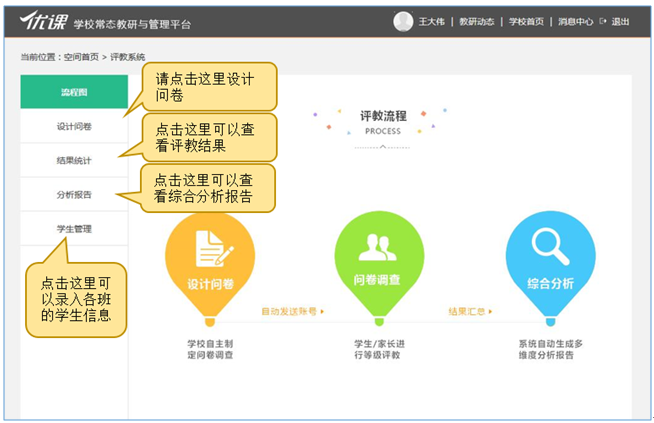 优课 学校常态教研与管理平台
王大伟 | 教研动态 | 学校首页 | 消息中心 退出
当前位置：空间首页 > 评教系统
流程图
设计问卷
结果统计
分析报告
学生管理
请点击这里设计
问卷
点击这里可以查
看评教结果
点击这里可以查
看综合分析报告
点击这里可
以录入各班
的学生信息
评教流程
PROCESS
设计问卷
自动发送账号
问卷调查
结果汇总
综合分析
学校自主制
定问卷调查
学生/家长进
行等级评教
系统自动生成多
维度分析报告